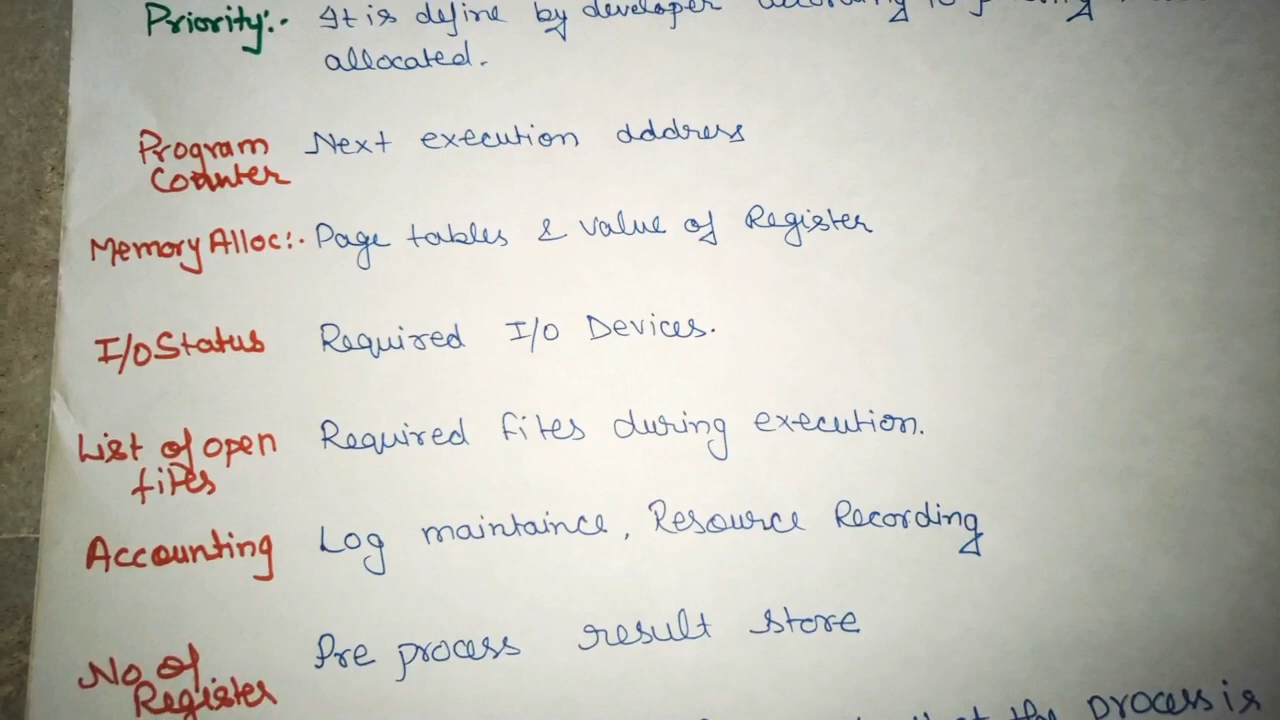 Priority:- It is define by developer
allocated.
Program Next execution address
Counter
Memory Alloc:- Page tables & value of Register
I/O Status Required I/O Devices.
List of open Required files during execution.
files
Accounting Log maintaince, Resource Recording
No. of Pre process result store
Register
the process is